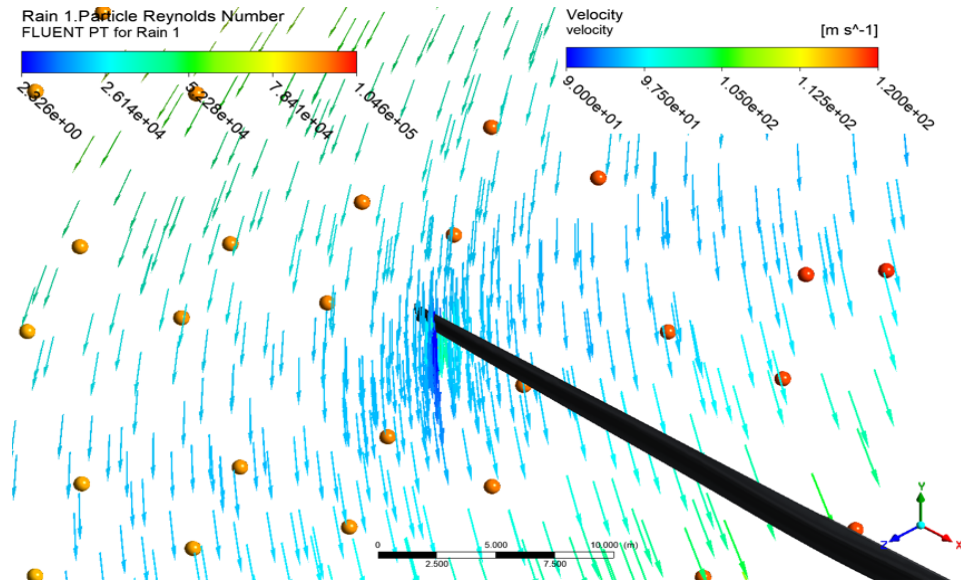 Rain 1.Particle Reynolds Number
FLUENT PT for Rain 1
2.326e+00
2.614e+04
5.228e+04
7.841e+04
1.046e+05
Velocity
velocity
[m s^-1]
9.000e+01
9.750e+01
1.050e+02
1.125e+02
1.200e+02
0
5.000
10.000 (m)
2.500
7.500
Y
Z
X